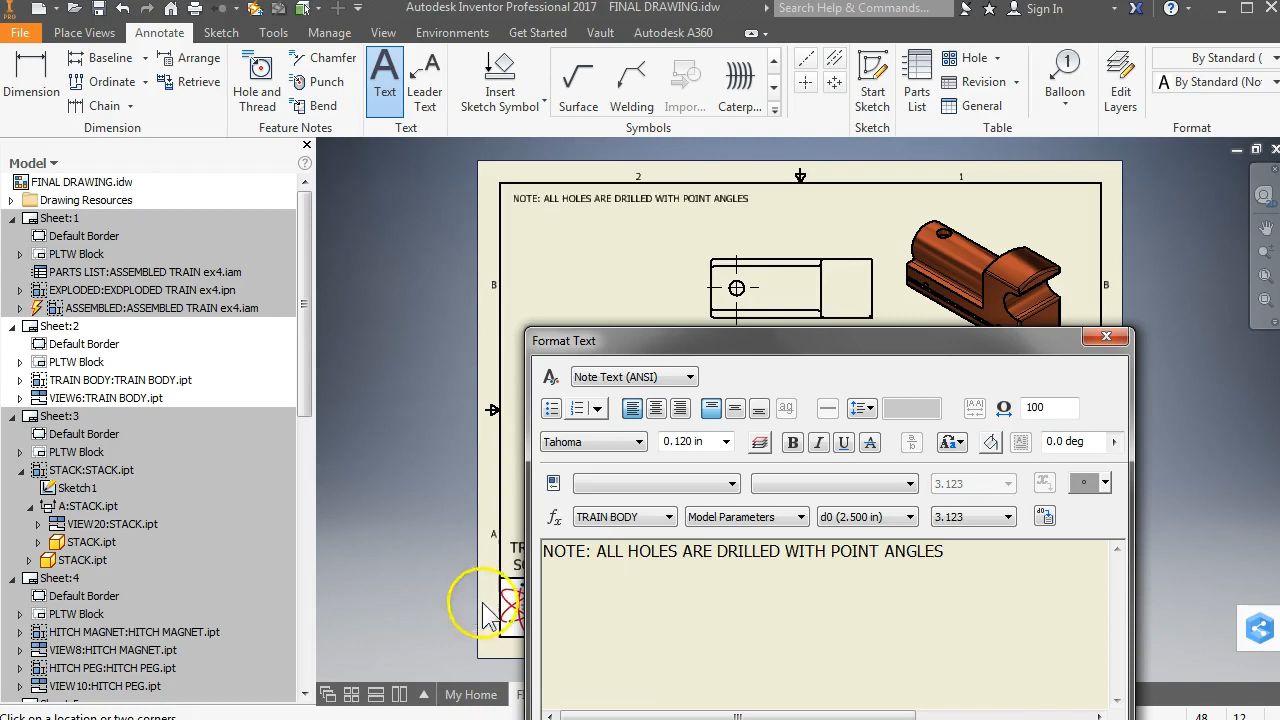 PRO
Autodesk Inventor Professional 2017 FINAL DRAWING.idw
Search Help & Commands...
Sign In
File Place Views Annotate Sketch Tools Manage View Environments Get Started Vault Autodesk A360
Dimension
Baseline
Ordinate
Chain
Arrange
Retrieve
Dimension
Hole and
Thread
Chamfer
Punch
Bend
Feature Notes
Text
Leader
Text
Text
Insert
Sketch Symbol
Surface
Welding
Impor...
Caterp...
Symbols
Start
Sketch
Sketch
Parts
List
Hole
Revision
General
Balloon
Table
Edit
Layers
By Standard (
By Standard (No
Format
Model
FINAL DRAWING.idw
Drawing Resources
Sheet:1
Default Border
PLTW Block
PARTS LIST:ASSEMBLED TRAIN ex4.iam
EXPLODED:EXDPLODED TRAIN ex4.ipn
ASSEMBLED:ASSEMBLED TRAIN ex4.iam
Sheet:2
Default Border
PLTW Block
TRAIN BODY:TRAIN BODY.ipt
VIEW6:TRAIN BODY.ipt
Sheet:3
Default Border
PLTW Block
STACK:STACK.ipt
Sketch1
A:STACK.ipt
VIEW20:STACK.ipt
STACK.ipt
STACK.ipt
Sheet:4
Default Border
PLTW Block
HITCH MAGNET:HITCH MAGNET.ipt
VIEW8:HITCH MAGNET.ipt
HITCH PEG:HITCH PEG.ipt
VIEW10:HITCH PEG.ipt
2 1
NOTE: ALL HOLES ARE DRILLED WITH POINT ANGLES
B B
A
TR
SC
Format Text
Note Text (ANSI)
100
Tahoma 0.120 in B I U A 0.0 deg
3.123
TRAIN BODY Model Parameters d0 (2.500 in) 3.123
NOTE: ALL HOLES ARE DRILLED WITH POINT ANGLES
My Home
Click on a location or two corners
48 12